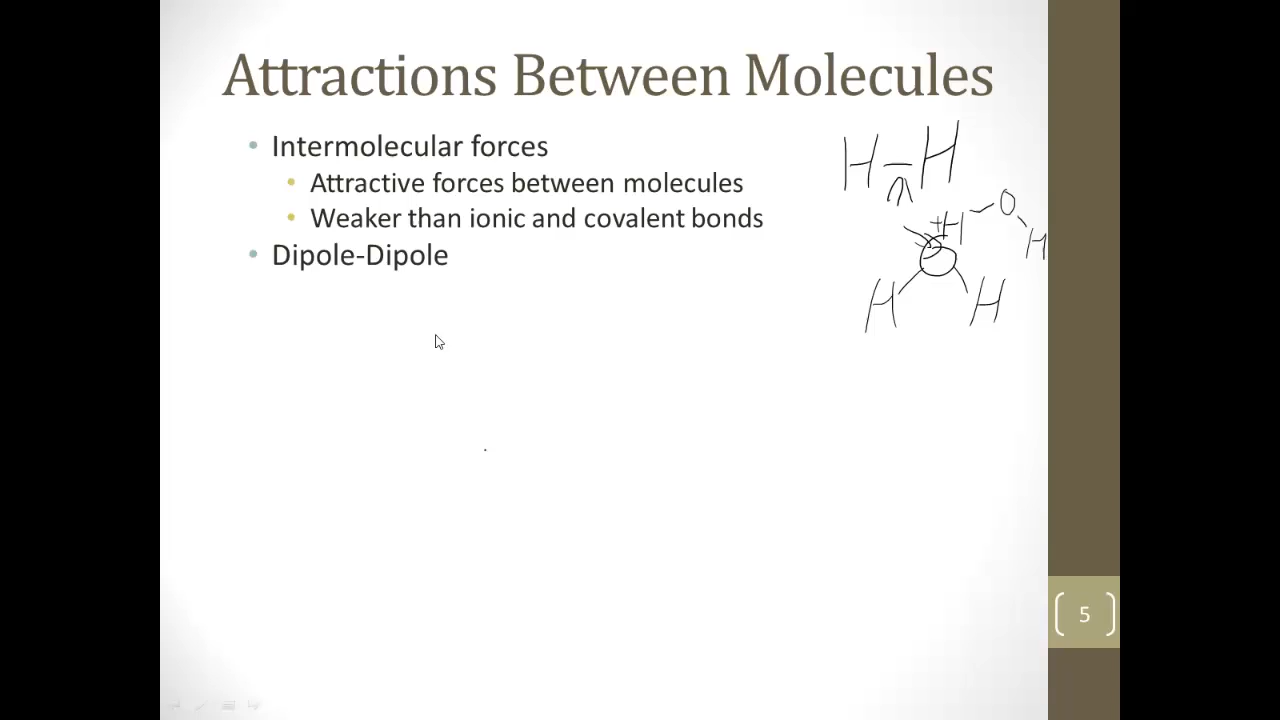 Attractions Between Molecules
• Intermolecular forces
• Attractive forces between molecules
• Weaker than ionic and covalent bonds
• Dipole-Dipole
H - H
+H - O
H
H H
5